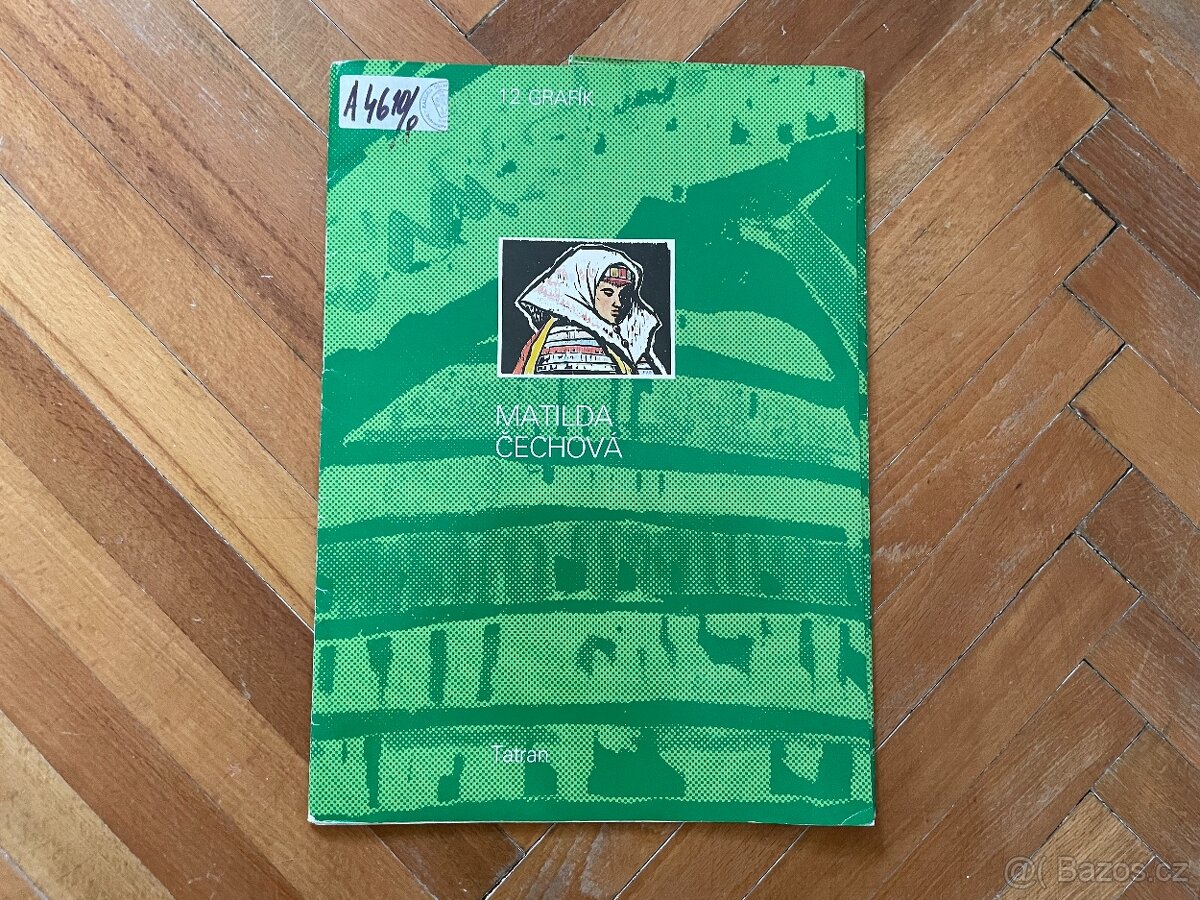 A 4610/
12 GRAFÍK
MATILDA
ČECHOVÁ
Tatran
@( Bazos.cz